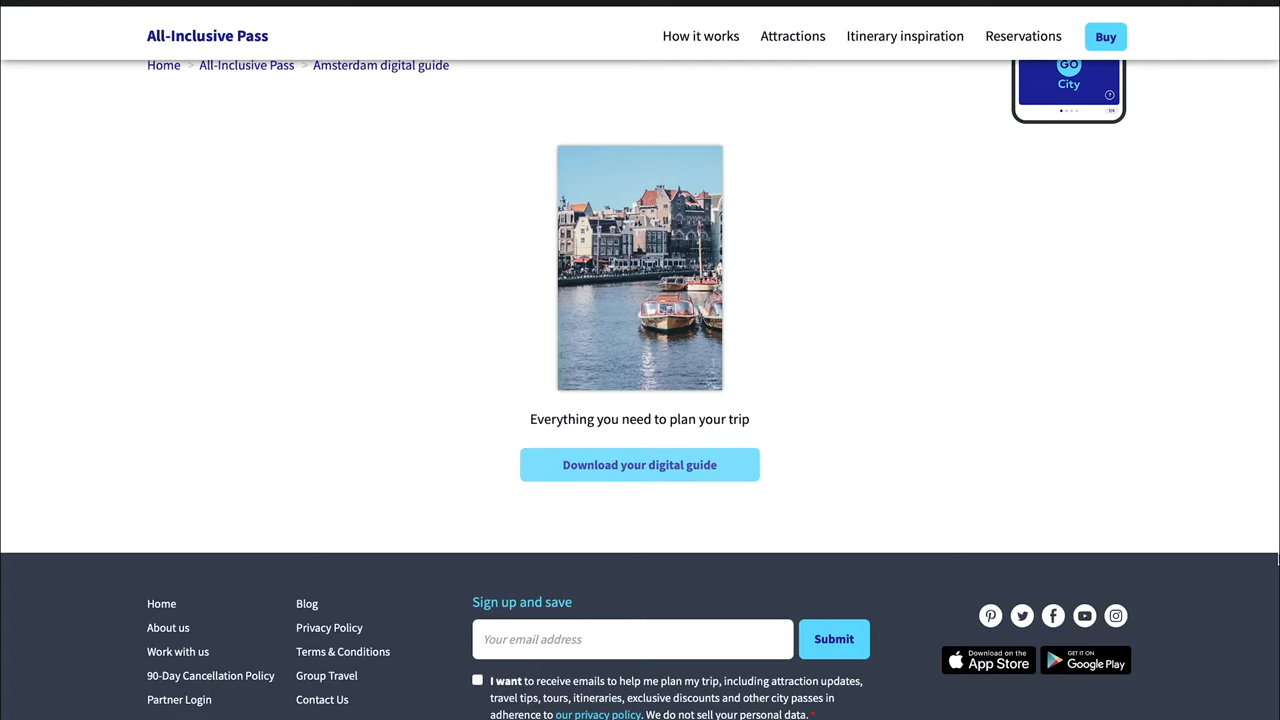 All-Inclusive Pass
How it works
Attractions
Itinerary inspiration
Reservations
Buy
Home > All-Inclusive Pass > Amsterdam digital guide
GO
City
?
Everything you need to plan your trip
Download your digital guide
Home
About us
Work with us
90-Day Cancellation Policy
Partner Login
Blog
Privacy Policy
Terms & Conditions
Group Travel
Contact Us
Sign up and save
Your email address
Submit
I want to receive emails to help me plan my trip, including attraction updates,
travel tips, tours, itineraries, exclusive discounts and other city passes in
adherence to our privacy policy. We do not sell your personal data. *
Download on the
App Store
GET IT ON
Google Play